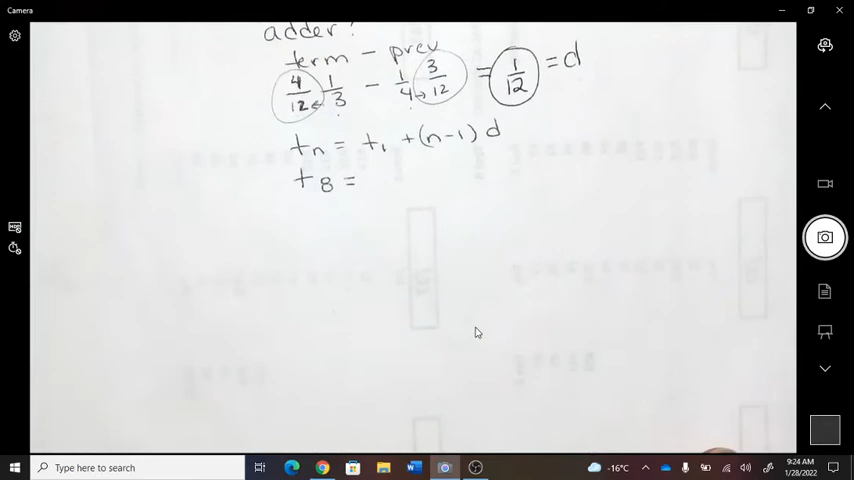 Camera
adder?
term - prev
4/12 ← 1/3 - 1/4 → 3/12 = 1/12 = d
tn = t1 + (n-1) d
t8 =
Type here to search
-16°C
9:24 AM
1/28/2022